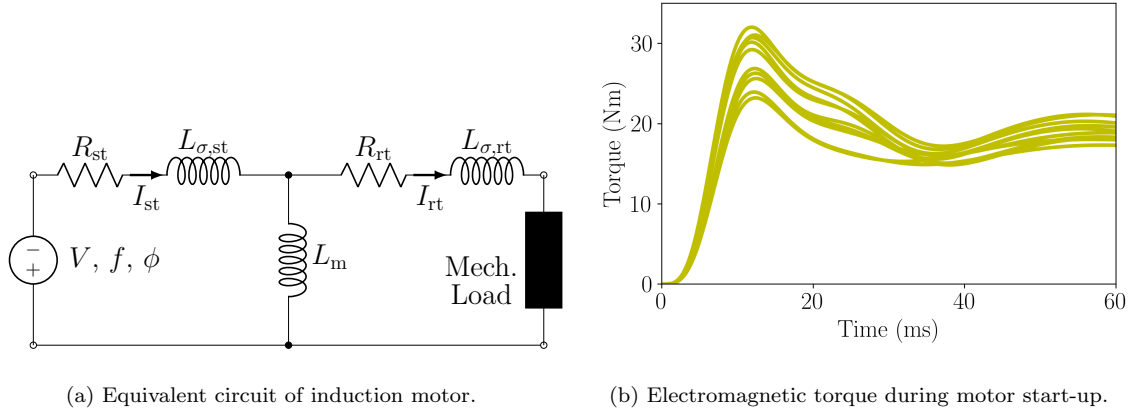 R_st
L_σ,st
I_st
R_rt
L_σ,rt
I_rt
−
+
V, f, ϕ
L_m
Mech.
Load
(a) Equivalent circuit of induction motor.
Torque (Nm)
30
20
10
0
0
20
40
60
Time (ms)
(b) Electromagnetic torque during motor start-up.